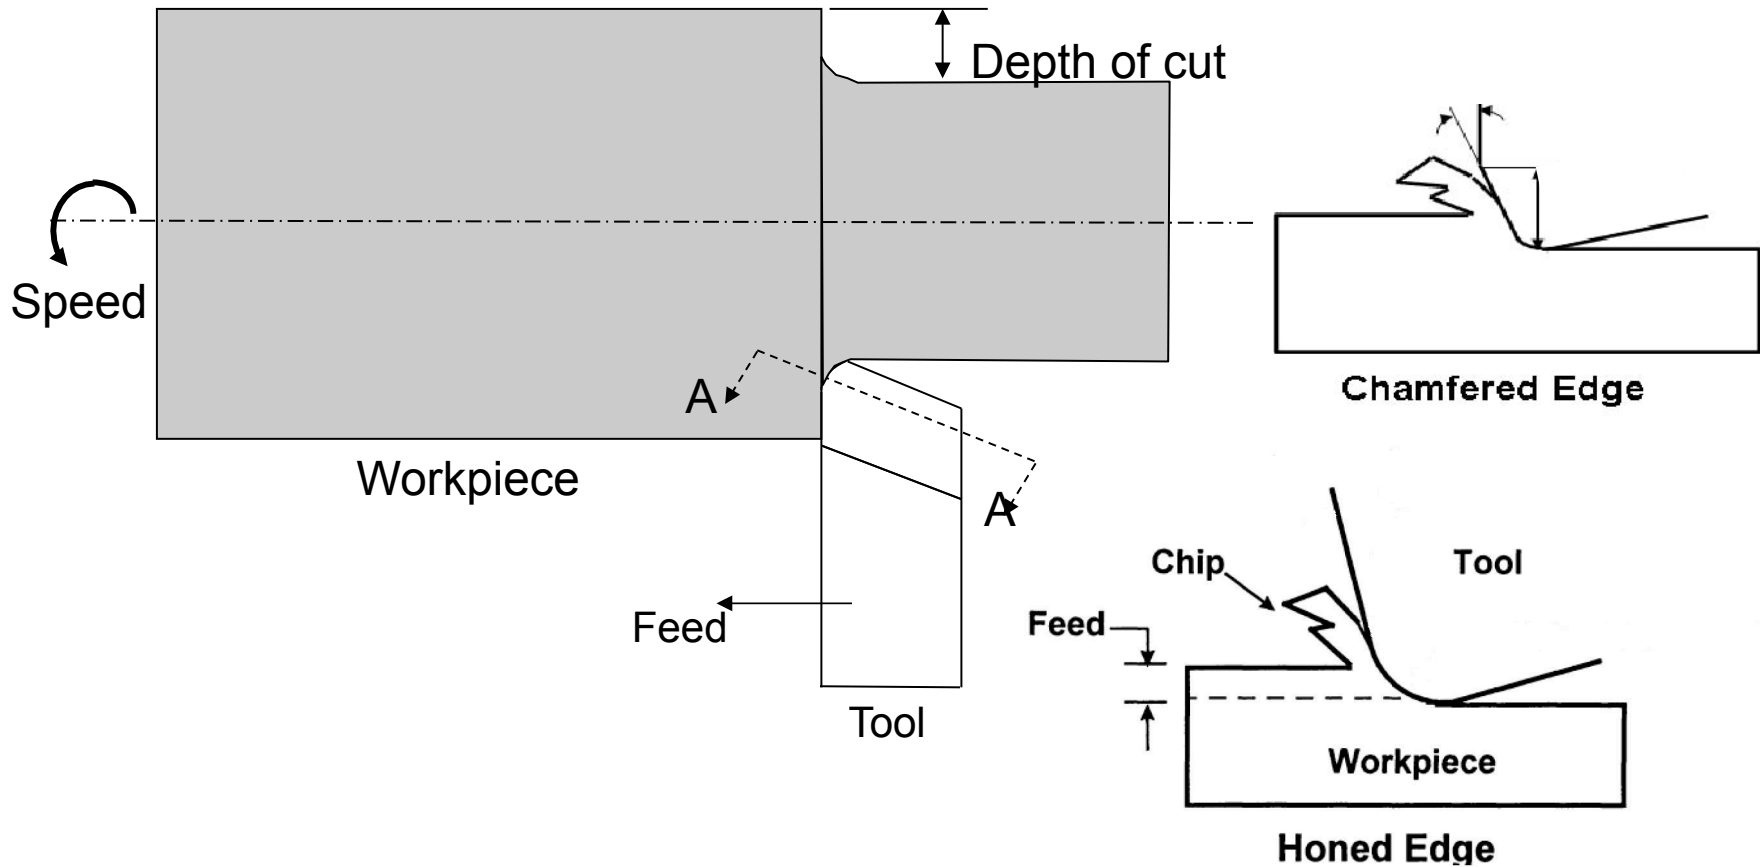 Depth of cut
Speed
A
Workpiece
A
Feed
Tool
Chamfered Edge
Chip
Tool
Feed
Workpiece
Honed Edge